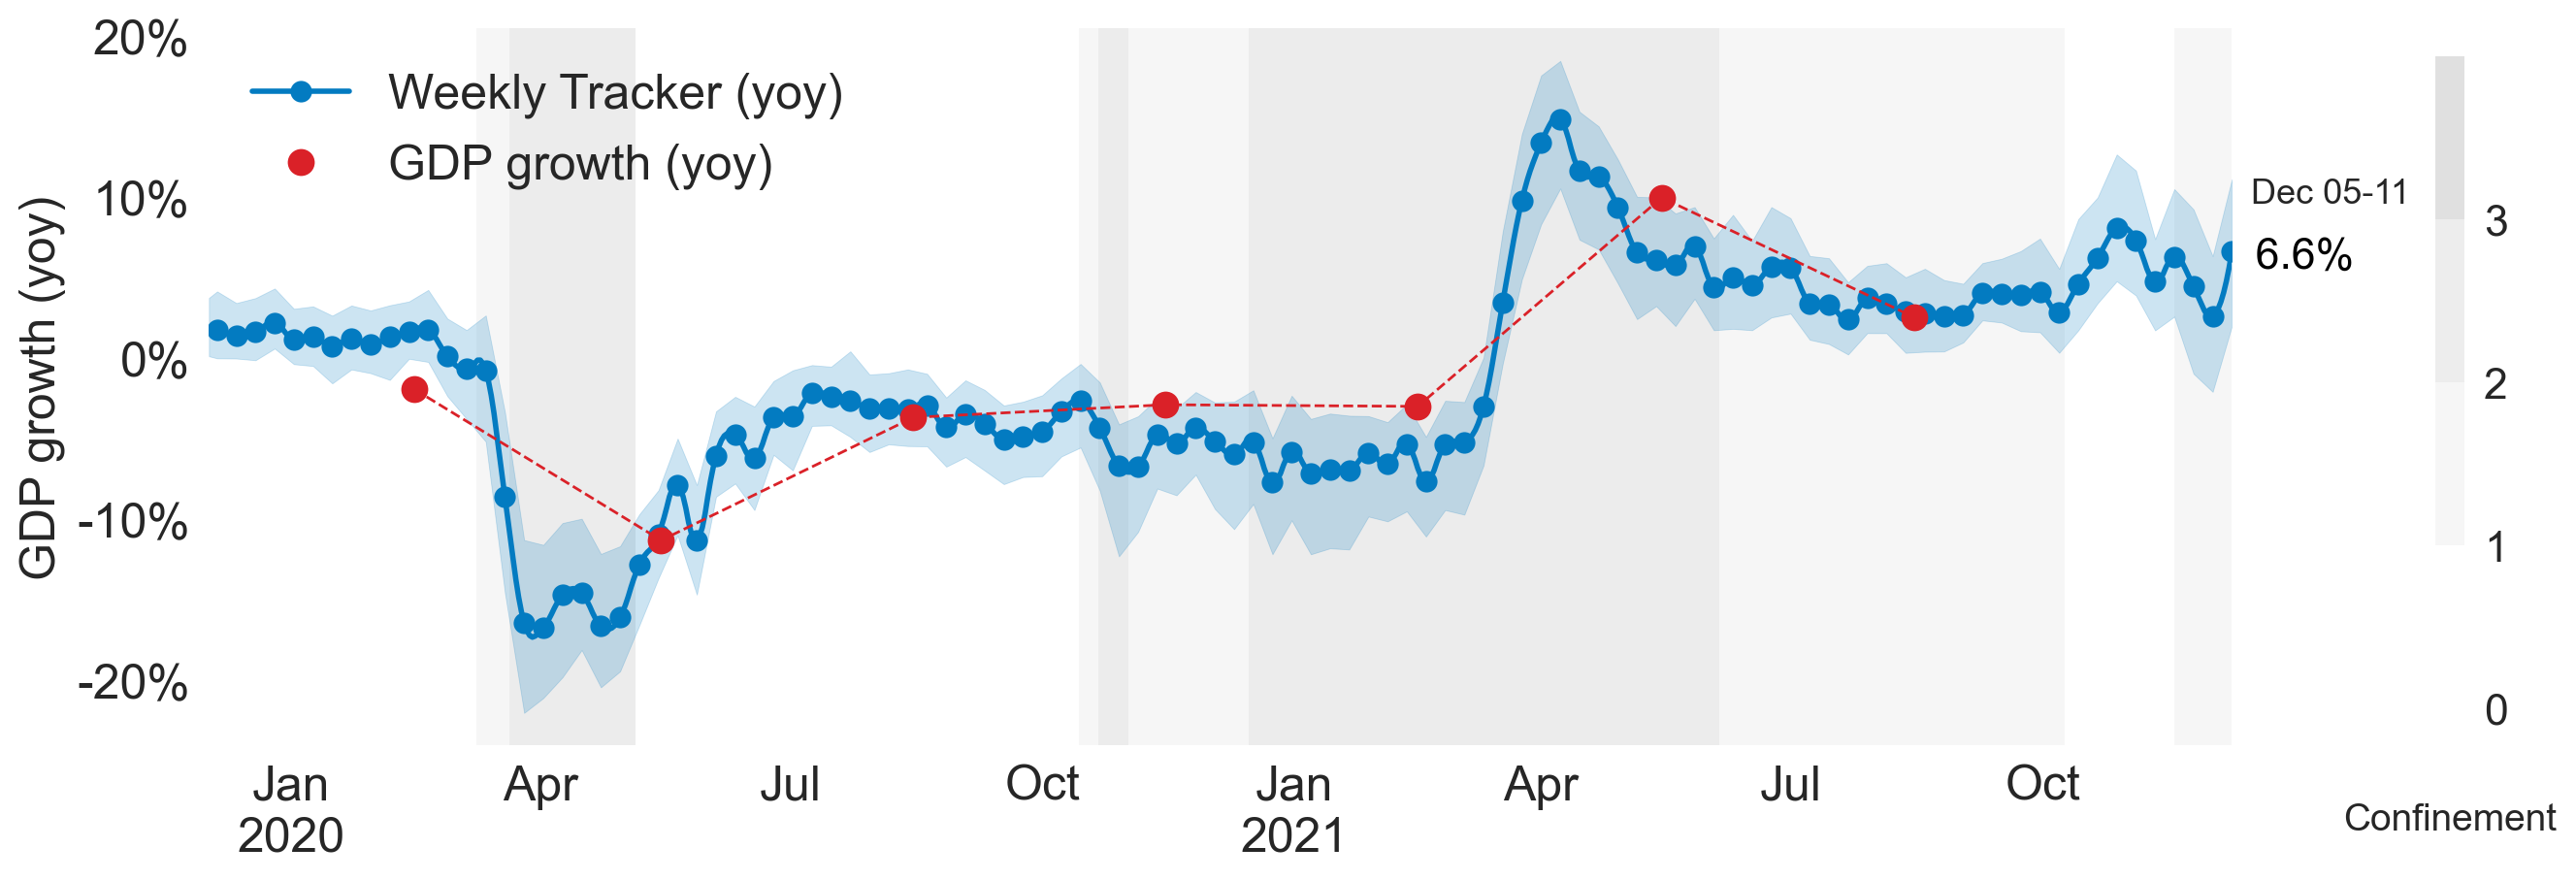 20%
10%
0%
-10%
-20%
GDP growth (yoy)
Weekly Tracker (yoy)
GDP growth (yoy)
Dec 05-11
6.6%
3
2
1
0
Confinement
Jan Apr Jul Oct Jan Apr Jul Oct
2020 2021